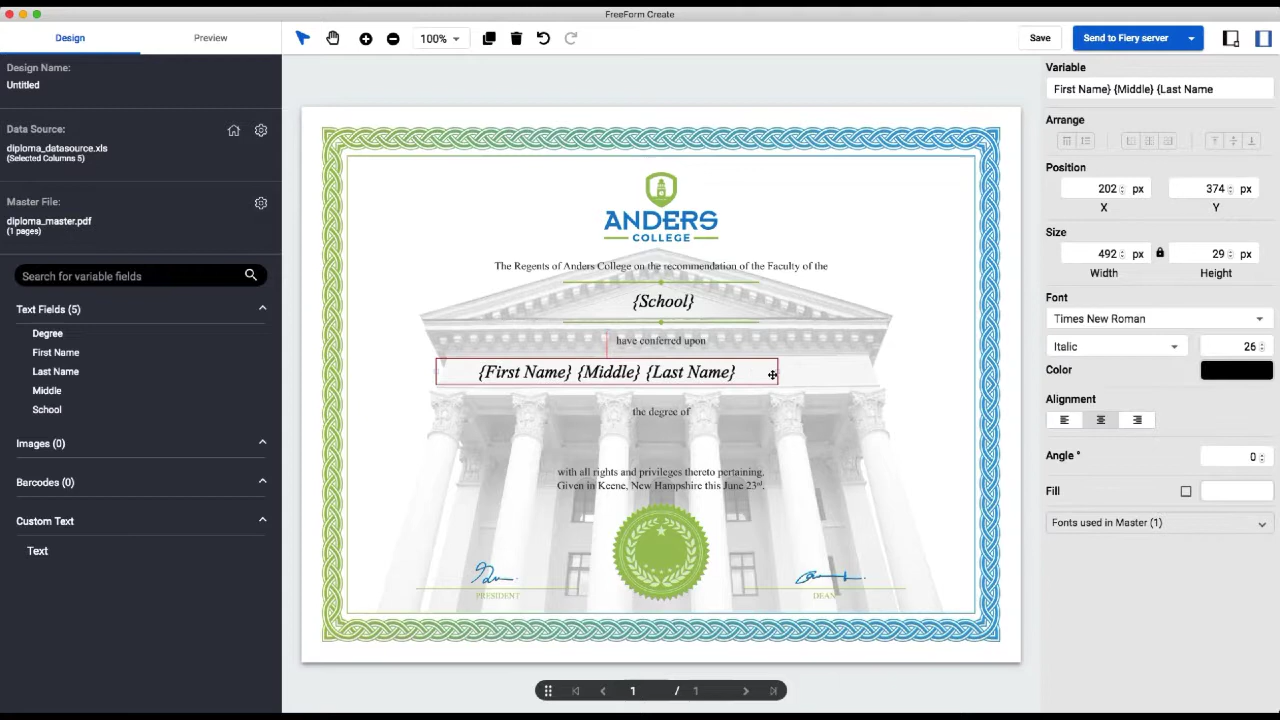 FreeForm Create
Design
Preview
100%
Save
Send to Fiery server
Design Name:
Untitled
Data Source:
diploma_datasource.xls
(Selected Columns 5)
Master File:
diploma_master.pdf
(1 pages)
Search for variable fields
Text Fields (5)
Degree
First Name
Last Name
Middle
School
Images (0)
Barcodes (0)
Custom Text
Text
ANDERS
COLLEGE
The Regents of Anders College on the recommendation of the Faculty of the
{School}
have conferred upon
{First Name} {Middle} {Last Name}
the degree of
with all rights and privileges thereto pertaining.
Given in Keene, New Hampshire this June 23rd.
PRESIDENT
DEAN
1 / 1
Variable
First Name} {Middle} {Last Name
Arrange
Position
202 px 374 px
X Y
Size
492 px 29 px
Width Height
Font
Times New Roman
Italic 26
Color
Alignment
Angle ° 0
Fill
Fonts used in Master (1)